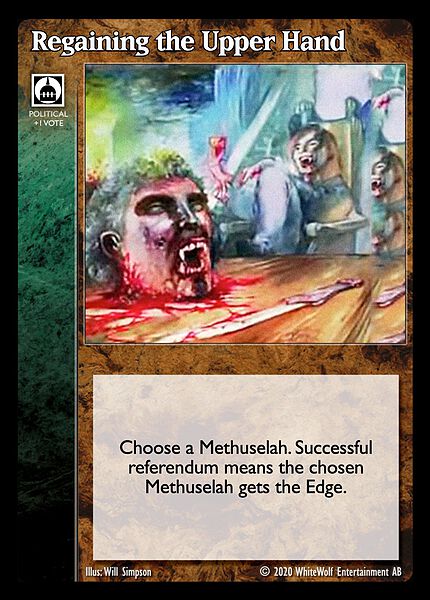 Regaining the Upper Hand
POLITICAL
+1 VOTE
Choose a Methuselah. Successful
referendum means the chosen
Methuselah gets the Edge.
Illus: Will Simpson
© 2020 WhiteWolf Entertainment AB